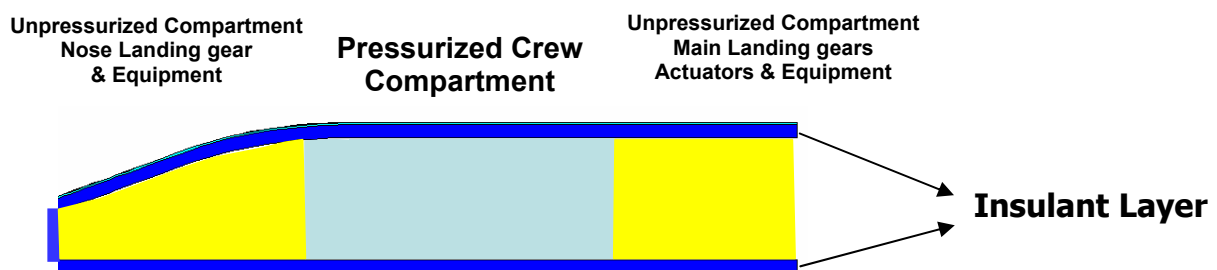 Unpressurized Compartment
Nose Landing gear
& Equipment
Pressurized Crew
Compartment
Unpressurized Compartment
Main Landing gears
Actuators & Equipment
Insulant Layer